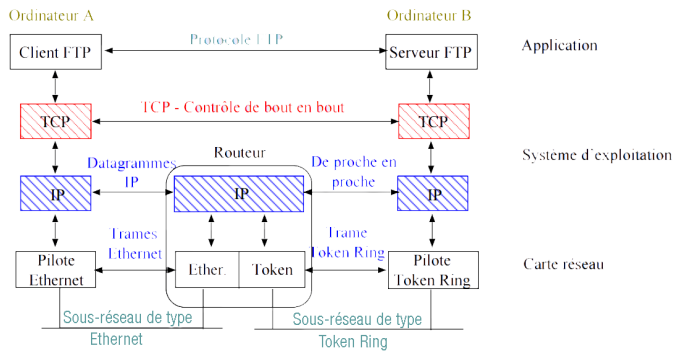 Ordinateur A
Ordinateur B
Client FTP
Protocole FTP
Serveur FTP
Application
TCP
TCP - Contrôle de bout en bout
TCP
Datagrammes
IP
Routeur
De proche en
proche
Système d'exploitation
IP
IP
IP
Trames
Ethernet
Trame
Token Ring
Pilote
Ethernet
Ether.
Token
Pilote
Token Ring
Carte réseau
Sous-réseau de type
Ethernet
Sous-réseau de type
Token Ring